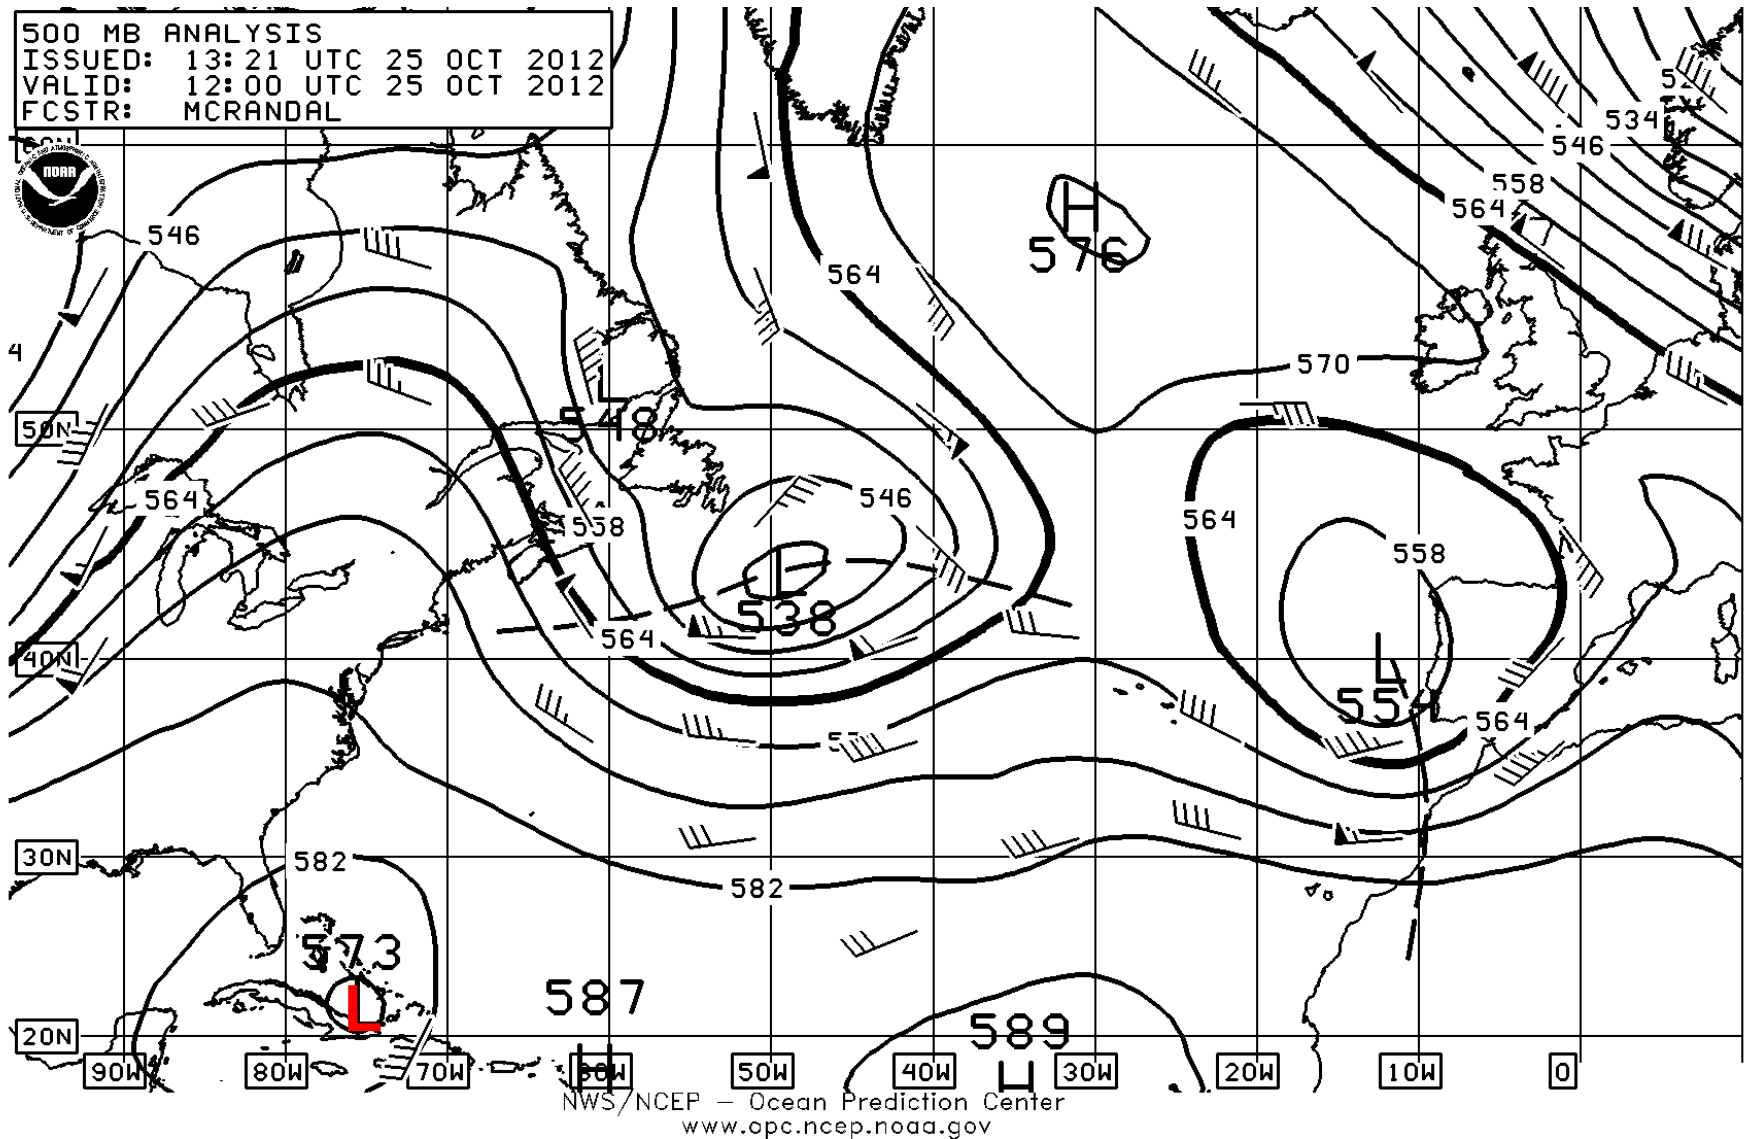 500 MB ANALYSIS
ISSUED: 13:21 UTC 25 OCT 2012
VALID: 12:00 UTC 25 OCT 2012
FCSTR: MCRANDAL
534
546
NOAA
558
564
546
H
576
564
4
570
L
548
50N
564
546
564
558
558
L
538
564
40N
L
554
564
30N
582
582
573
L
587
589
20N
H
H
90W
80W
70W
60W
50W
40W
30W
20W
10W
0
NWS/NCEP – Ocean Prediction Center
www.opc.ncep.noaa.gov